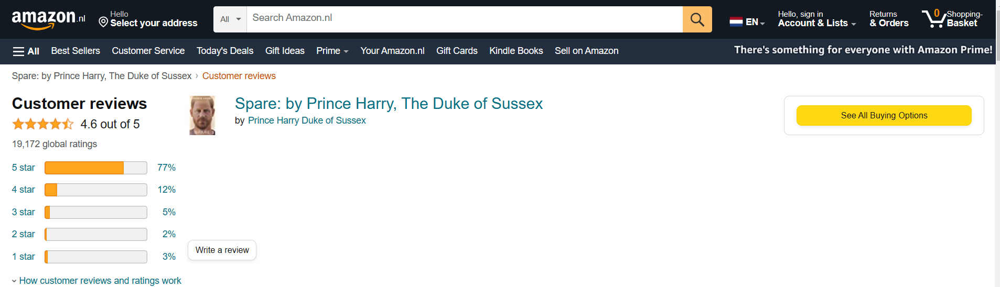 amazon.nl
Hello
Select your address
All
Search Amazon.nl
EN
Hello, sign in
Account & Lists
Returns
& Orders
0
Shopping-
Basket
All
Best Sellers
Customer Service
Today's Deals
Gift Ideas
Prime
Your Amazon.nl
Gift Cards
Kindle Books
Sell on Amazon
There's something for everyone with Amazon Prime!
Spare: by Prince Harry, The Duke of Sussex › Customer reviews
Customer reviews
4.6 out of 5
19,172 global ratings
5 star 77%
4 star 12%
3 star 5%
2 star 2%
1 star 3%
How customer reviews and ratings work
PRINCE HARRY
SPARE
Spare: by Prince Harry, The Duke of Sussex
by Prince Harry Duke of Sussex
Write a review
See All Buying Options